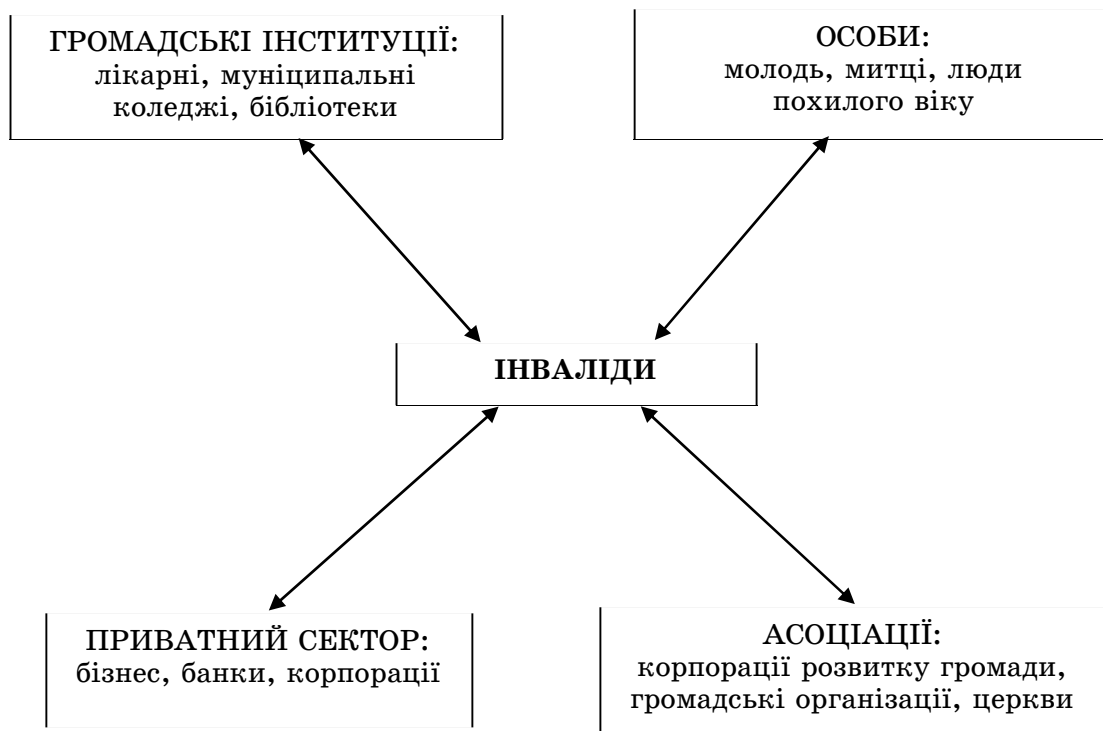 ГРОМАДСЬКІ ІНСТИТУЦІЇ:
лікарні, муніципальні
коледжі, бібліотеки
ОСОБИ:
молодь, митці, люди
похилого віку
ІНВАЛІДИ
ПРИВАТНИЙ СЕКТОР:
бізнес, банки, корпорації
АСОЦІАЦІЇ:
корпорації розвитку громади,
громадські організації, церкви